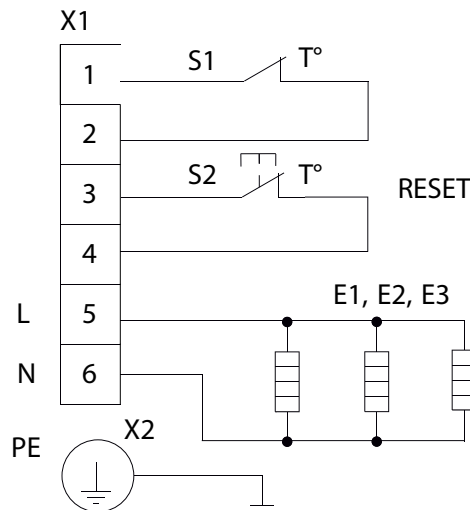 X1
1 S1 T°
2
3 S2 T° RESET
4
L 5 E1, E2, E3
N 6
PE X2